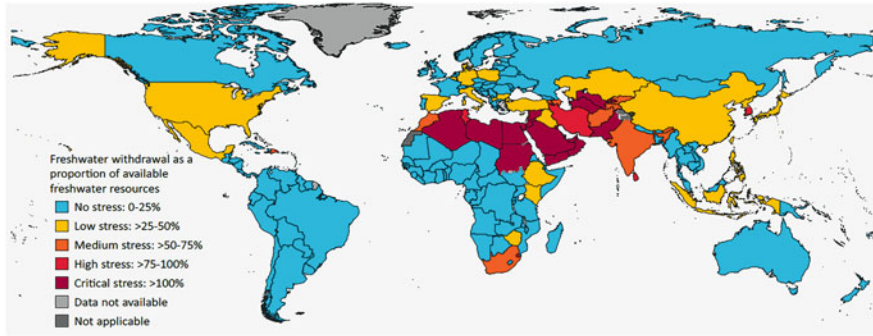 Freshwater withdrawal as a
proportion of available
freshwater resources
No stress: 0-25%
Low stress: >25-50%
Medium stress: >50-75%
High stress: >75-100%
Critical stress: >100%
Data not available
Not applicable